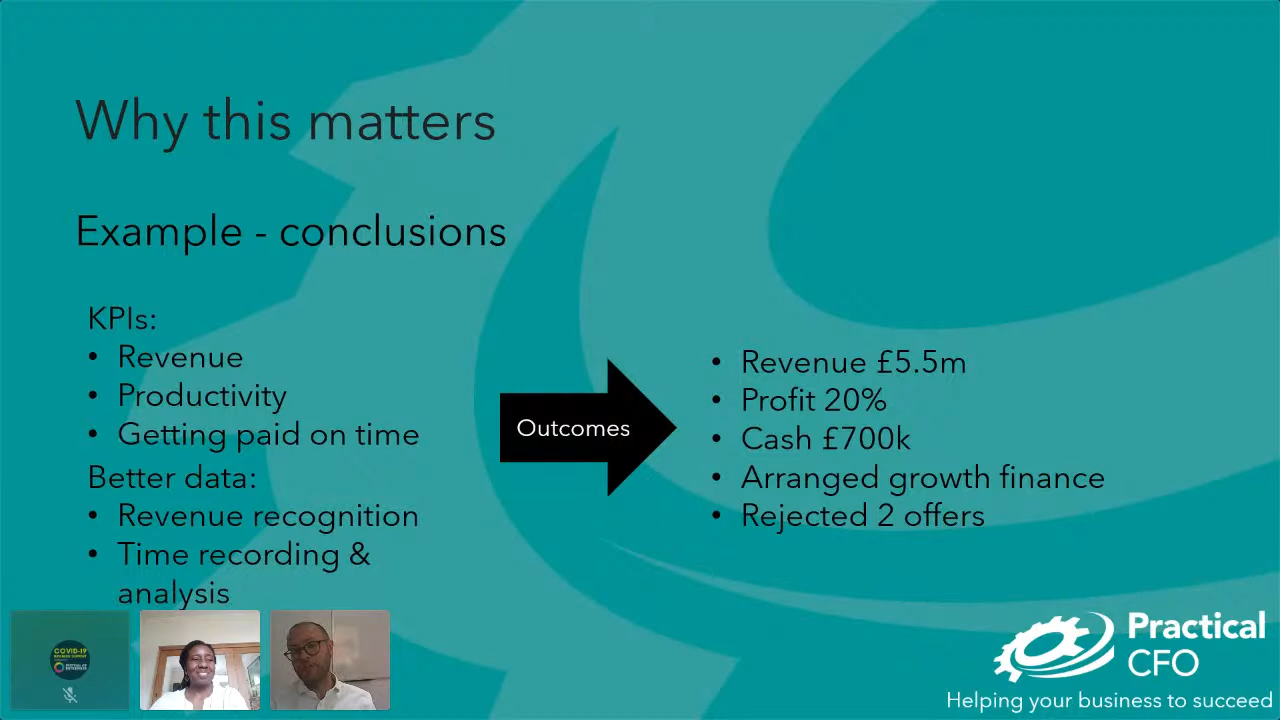 Why this matters
Example - conclusions
KPIs:
• Revenue
• Productivity
• Getting paid on time
Better data:
• Revenue recognition
• Time recording &
analysis
Outcomes
• Revenue £5.5m
• Profit 20%
• Cash £700k
• Arranged growth finance
• Rejected 2 offers
COVID-19
Practical
CFO
Helping your business to succeed